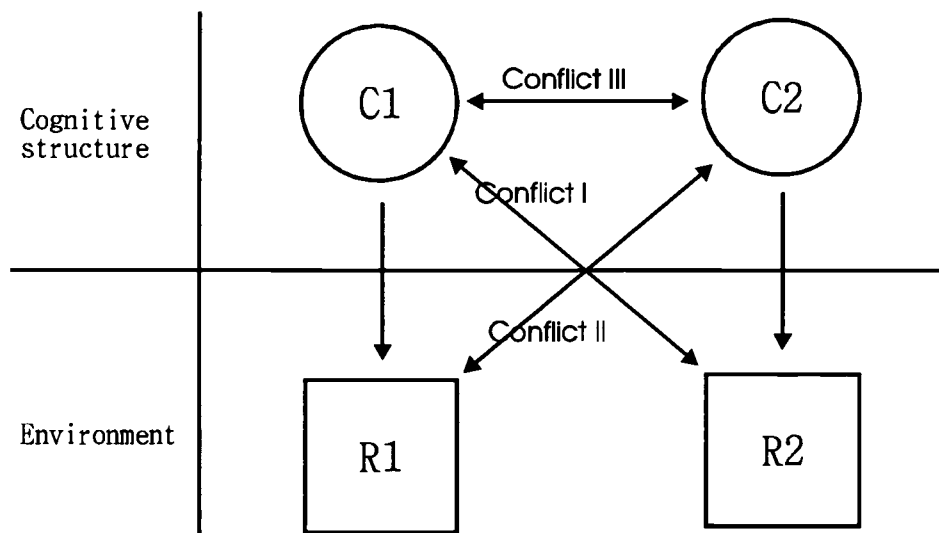 Conflict III
C1
C2
Cognitive
structure
Conflict I
Conflict II
Environment
R1
R2